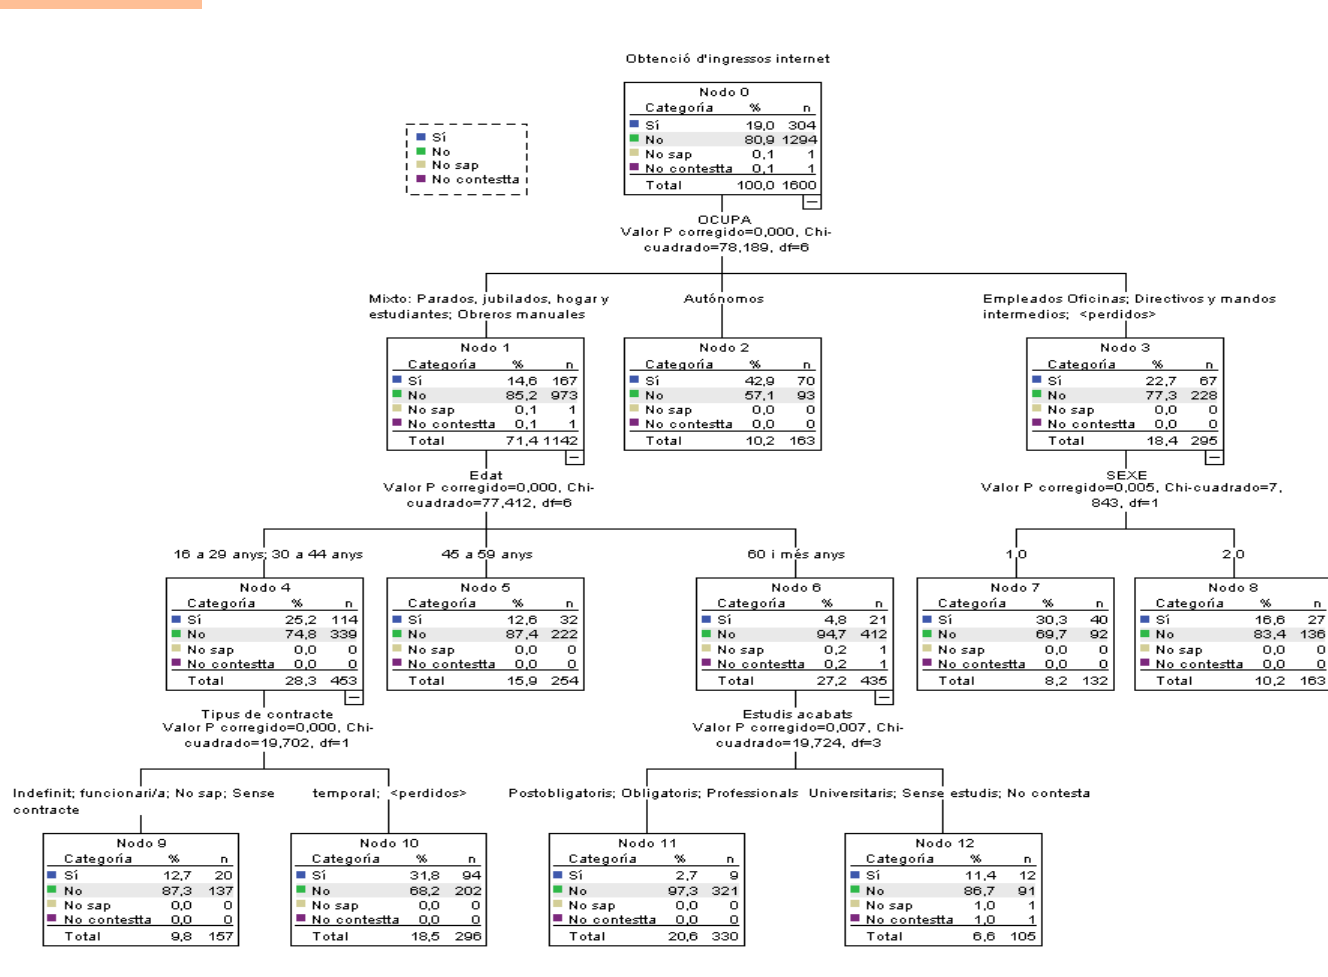 Obtenció d'ingressos internet
Nodo 0
Categoría % n
Sí 19,0 304
No 80,9 1294
No sap 0,1 1
No contestta 0,1 1
Total 100,0 1600
Sí
No
No sap
No contestta
OCUPA
Valor P corregido=0,000, Chi-
cuadrado=78,189, df=6
Mixto: Parados, jubilados, hogar y
estudiantes; Obreros manuales
Autónomos
Empleados Oficinas; Directivos y mandos
intermedios; <perdidos>
Nodo 1
Categoría % n
Sí 14,6 167
No 85,2 973
No sap 0,1 1
No contestta 0,1 1
Total 71,4 1142
Nodo 2
Categoría % n
Sí 42,9 70
No 57,1 93
No sap 0,0 0
No contestta 0,0 0
Total 10,2 163
Nodo 3
Categoría % n
Sí 22,7 67
No 77,3 228
No sap 0,0 0
No contestta 0,0 0
Total 18,4 295
Edat
Valor P corregido=0,000, Chi-
cuadrado=77,412, df=6
SEXE
Valor P corregido=0,005, Chi-cuadrado=7,
843, df=1
16 a 29 anys; 30 a 44 anys
45 a 59 anys
60 i més anys
1,0
2,0
Nodo 4
Categoría % n
Sí 25,2 114
No 74,8 339
No sap 0,0 0
No contestta 0,0 0
Total 28,3 453
Nodo 5
Categoría % n
Sí 12,6 32
No 87,4 222
No sap 0,0 0
No contestta 0,0 0
Total 15,9 254
Nodo 6
Categoría % n
Sí 4,8 21
No 94,7 412
No sap 0,2 1
No contestta 0,2 1
Total 27,2 435
Nodo 7
Categoría % n
Sí 30,3 40
No 69,7 92
No sap 0,0 0
No contestta 0,0 0
Total 8,2 132
Nodo 8
Categoría % n
Sí 16,6 27
No 83,4 136
No sap 0,0 0
No contestta 0,0 0
Total 10,2 163
Tipus de contracte
Valor P corregido=0,000, Chi-
cuadrado=19,702, df=1
Estudis acabats
Valor P corregido=0,007, Chi-
cuadrado=19,724, df=3
Indefinit; funcionari/a; No sap; Sense
contracte
temporal; <perdidos>
Postobligatoris; Obligatoris; Professionals
Universitaris; Sense estudis; No contesta
Nodo 9
Categoría % n
Sí 12,7 20
No 87,3 137
No sap 0,0 0
No contestta 0,0 0
Total 9,8 157
Nodo 10
Categoría % n
Sí 31,8 94
No 68,2 202
No sap 0,0 0
No contestta 0,0 0
Total 18,5 296
Nodo 11
Categoría % n
Sí 2,7 9
No 97,3 321
No sap 0,0 0
No contestta 0,0 0
Total 20,6 330
Nodo 12
Categoría % n
Sí 11,4 12
No 86,7 91
No sap 1,0 1
No contestta 1,0 1
Total 6,6 105